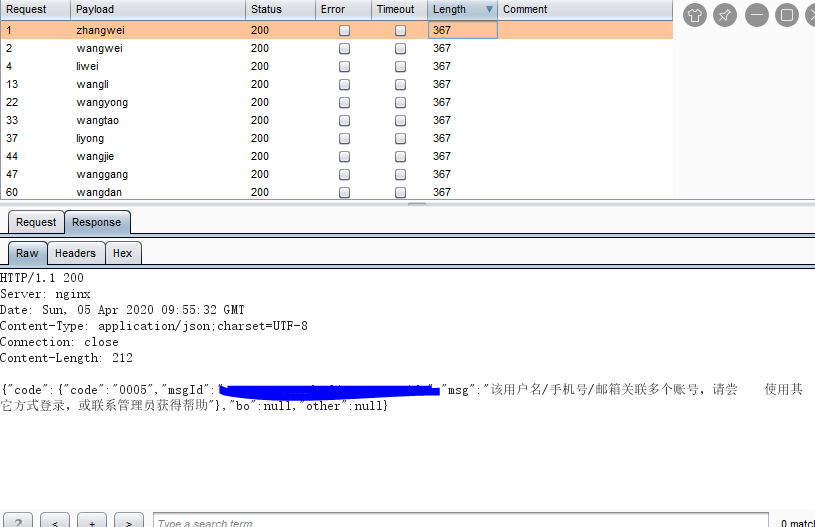 Request Payload Status Error Timeout Length Comment
1 zhangwei 200 367
2 wangwei 200 367
4 liwei 200 367
13 wangli 200 367
22 wangyong 200 367
33 wangtao 200 367
37 liyong 200 367
44 wangjie 200 367
47 wanggang 200 367
60 wangdan 200 367
Request Response
Raw Headers Hex
HTTP/1.1 200
Server: nginx
Date: Sun, 05 Apr 2020 09:55:32 GMT
Content-Type: application/json;charset=UTF-8
Connection: close
Content-Length: 212
{"code":{"code":"0005","msgId":" "msg":"该用户名/手机号/邮箱关联多个账号，请尝 使用其
它方式登录，或联系管理员获得帮助"},"bo":null,"other":null}
? < + > Type a search term 0 match